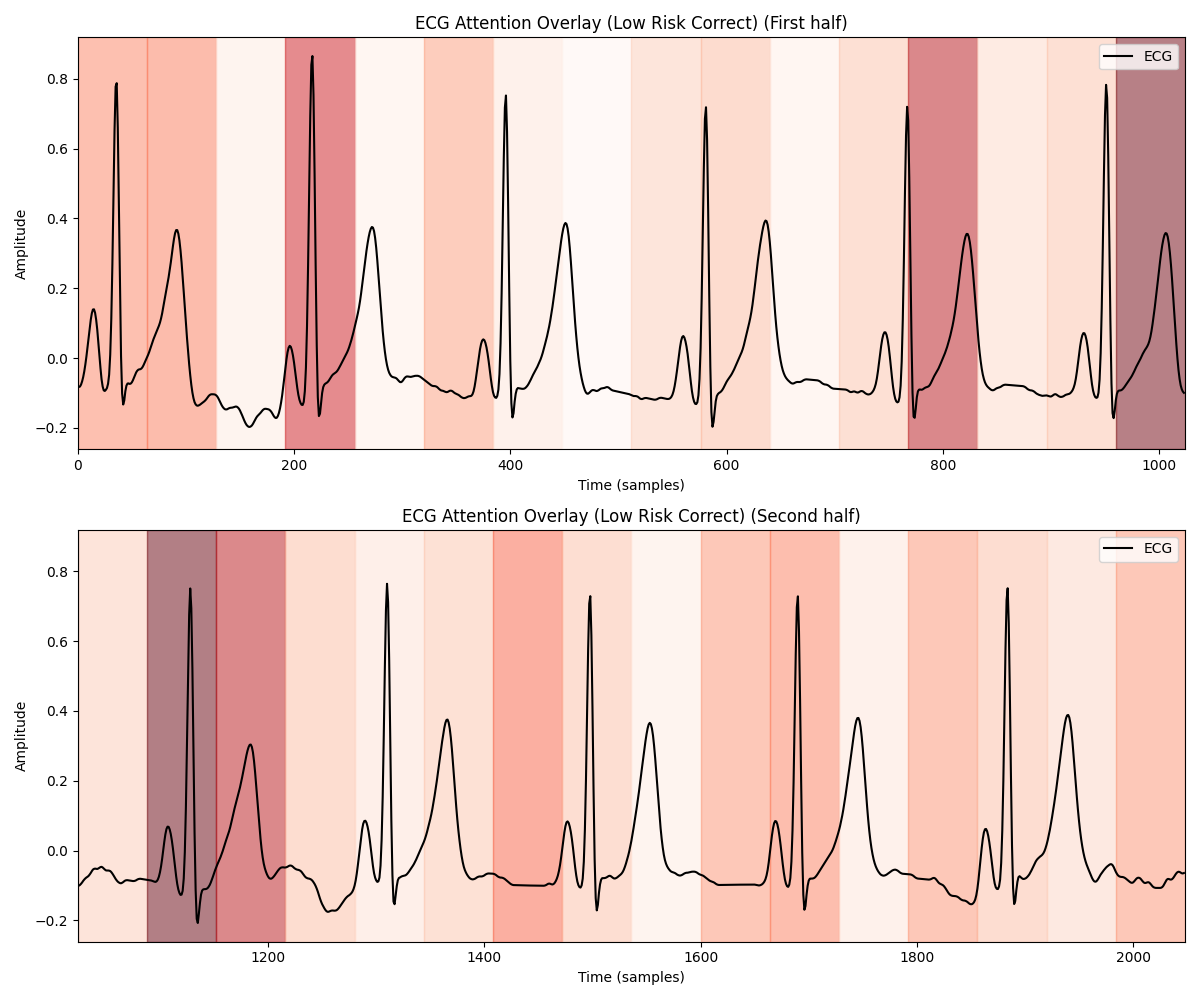 ECG Attention Overlay (Low Risk Correct) (First half)
ECG
Amplitude
0.8
0.6
0.4
0.2
0.0
−0.2
0 200 400 600 800 1000
Time (samples)
ECG Attention Overlay (Low Risk Correct) (Second half)
ECG
Amplitude
0.8
0.6
0.4
0.2
0.0
−0.2
1200 1400 1600 1800 2000
Time (samples)